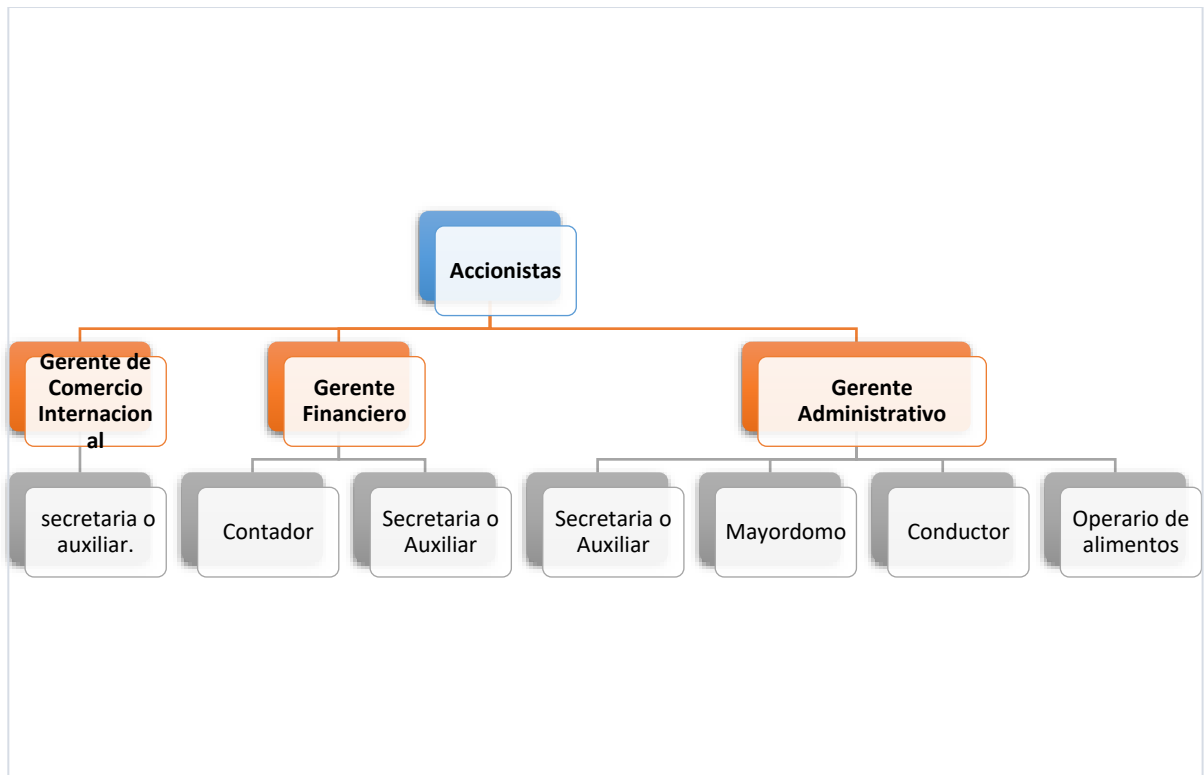 Accionistas
Gerente de
Comercio
Internacion
al
Gerente
Financiero
Gerente
Administrativo
secretaria o
auxiliar.
Contador
Secretaria o
Auxiliar
Secretaria o
Auxiliar
Mayordomo
Conductor
Operario de
alimentos